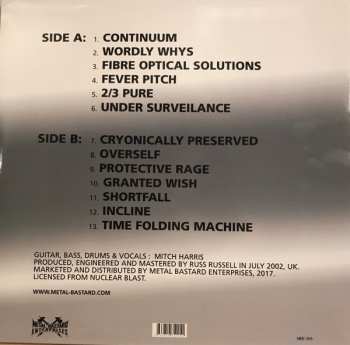 SIDE A: 1. CONTINUUM
2. WORDLY WHYS
3. FIBRE OPTICAL SOLUTIONS
4. FEVER PITCH
5. 2/3 PURE
6. UNDER SURVEILANCE
SIDE B: 7. CRYONICALLY PRESERVED
8. OVERSELF
9. PROTECTIVE RAGE
10. GRANTED WISH
11. SHORTFALL
12. INCLINE
13. TIME FOLDING MACHINE
GUITAR, BASS, DRUMS & VOCALS : MITCH HARRIS
PRODUCED, ENGINEERED AND MASTERED BY RUSS RUSSELL IN JULY 2002, UK.
MARKETED AND DISTRIBUTED BY METAL BASTARD ENTERPRISES, 2017.
LICENSED FROM NUCLEAR BLAST.
WWW.METAL-BASTARD.COM
METAL BASTARD
ENTERPRISES